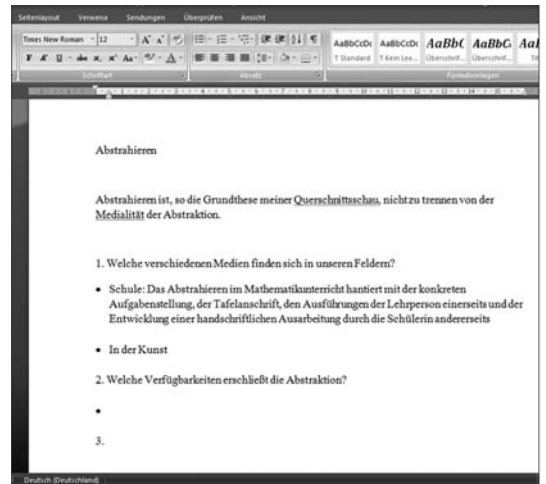 Seitenlayout Verweise Sendungen Überprüfen Ansicht
Times New Roman 12
AaBbCcDc AaBbCcDc AaBbC AaBbC AaB
F K U abe x, x² Aa A
¶ Standard ¶ Kein Lee... Überschrif... Überschrif...
Schriftart Absatz Formatvorlagen
Abstrahieren
Abstrahieren ist, so die Grundthese meiner Querschnittsschau, nicht zu trennen von der
Medialität der Abstraktion.
1. Welche verschiedenen Medien finden sich in unseren Feldern?
• Schule: Das Abstrahieren im Mathematikunterricht hantiert mit der konkreten
Aufgabenstellung, der Tafelanschrift, den Ausführungen der Lehrperson einerseits und der
Entwicklung einer handschriftlichen Ausarbeitung durch die Schülerin andererseits
• In der Kunst
2. Welche Verfügbarkeiten erschließt die Abstraktion?
•
3.
Deutsch (Deutschland)